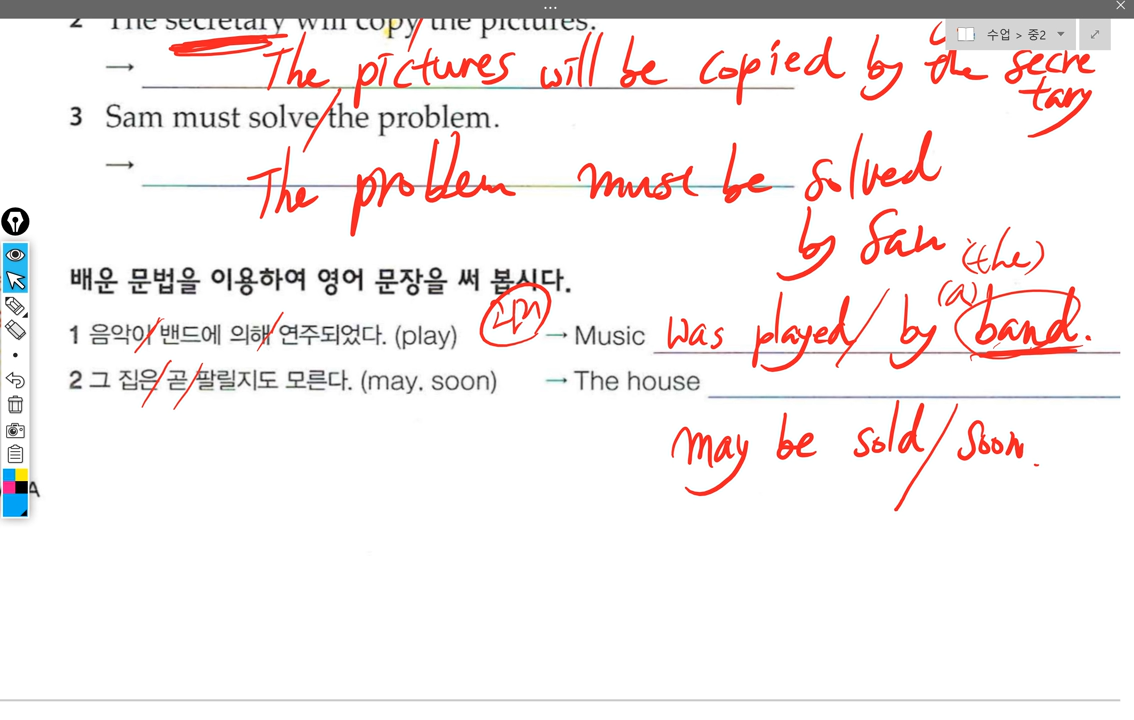 수업 > 중2
2 The secretary will copy the pictures.
→ The pictures will be copied by the secre
tary
3 Sam must solve the problem.
→ The problem must be solved
by Sam
배운 문법을 이용하여 영어 문장을 써 봅시다.
(the)
(a)
1 음악이 밴드에 의해 연주되었다. (play) → Music was played by band.
2 그 집은 곧 팔릴지도 모른다. (may, soon) → The house
may be sold / soon.
A